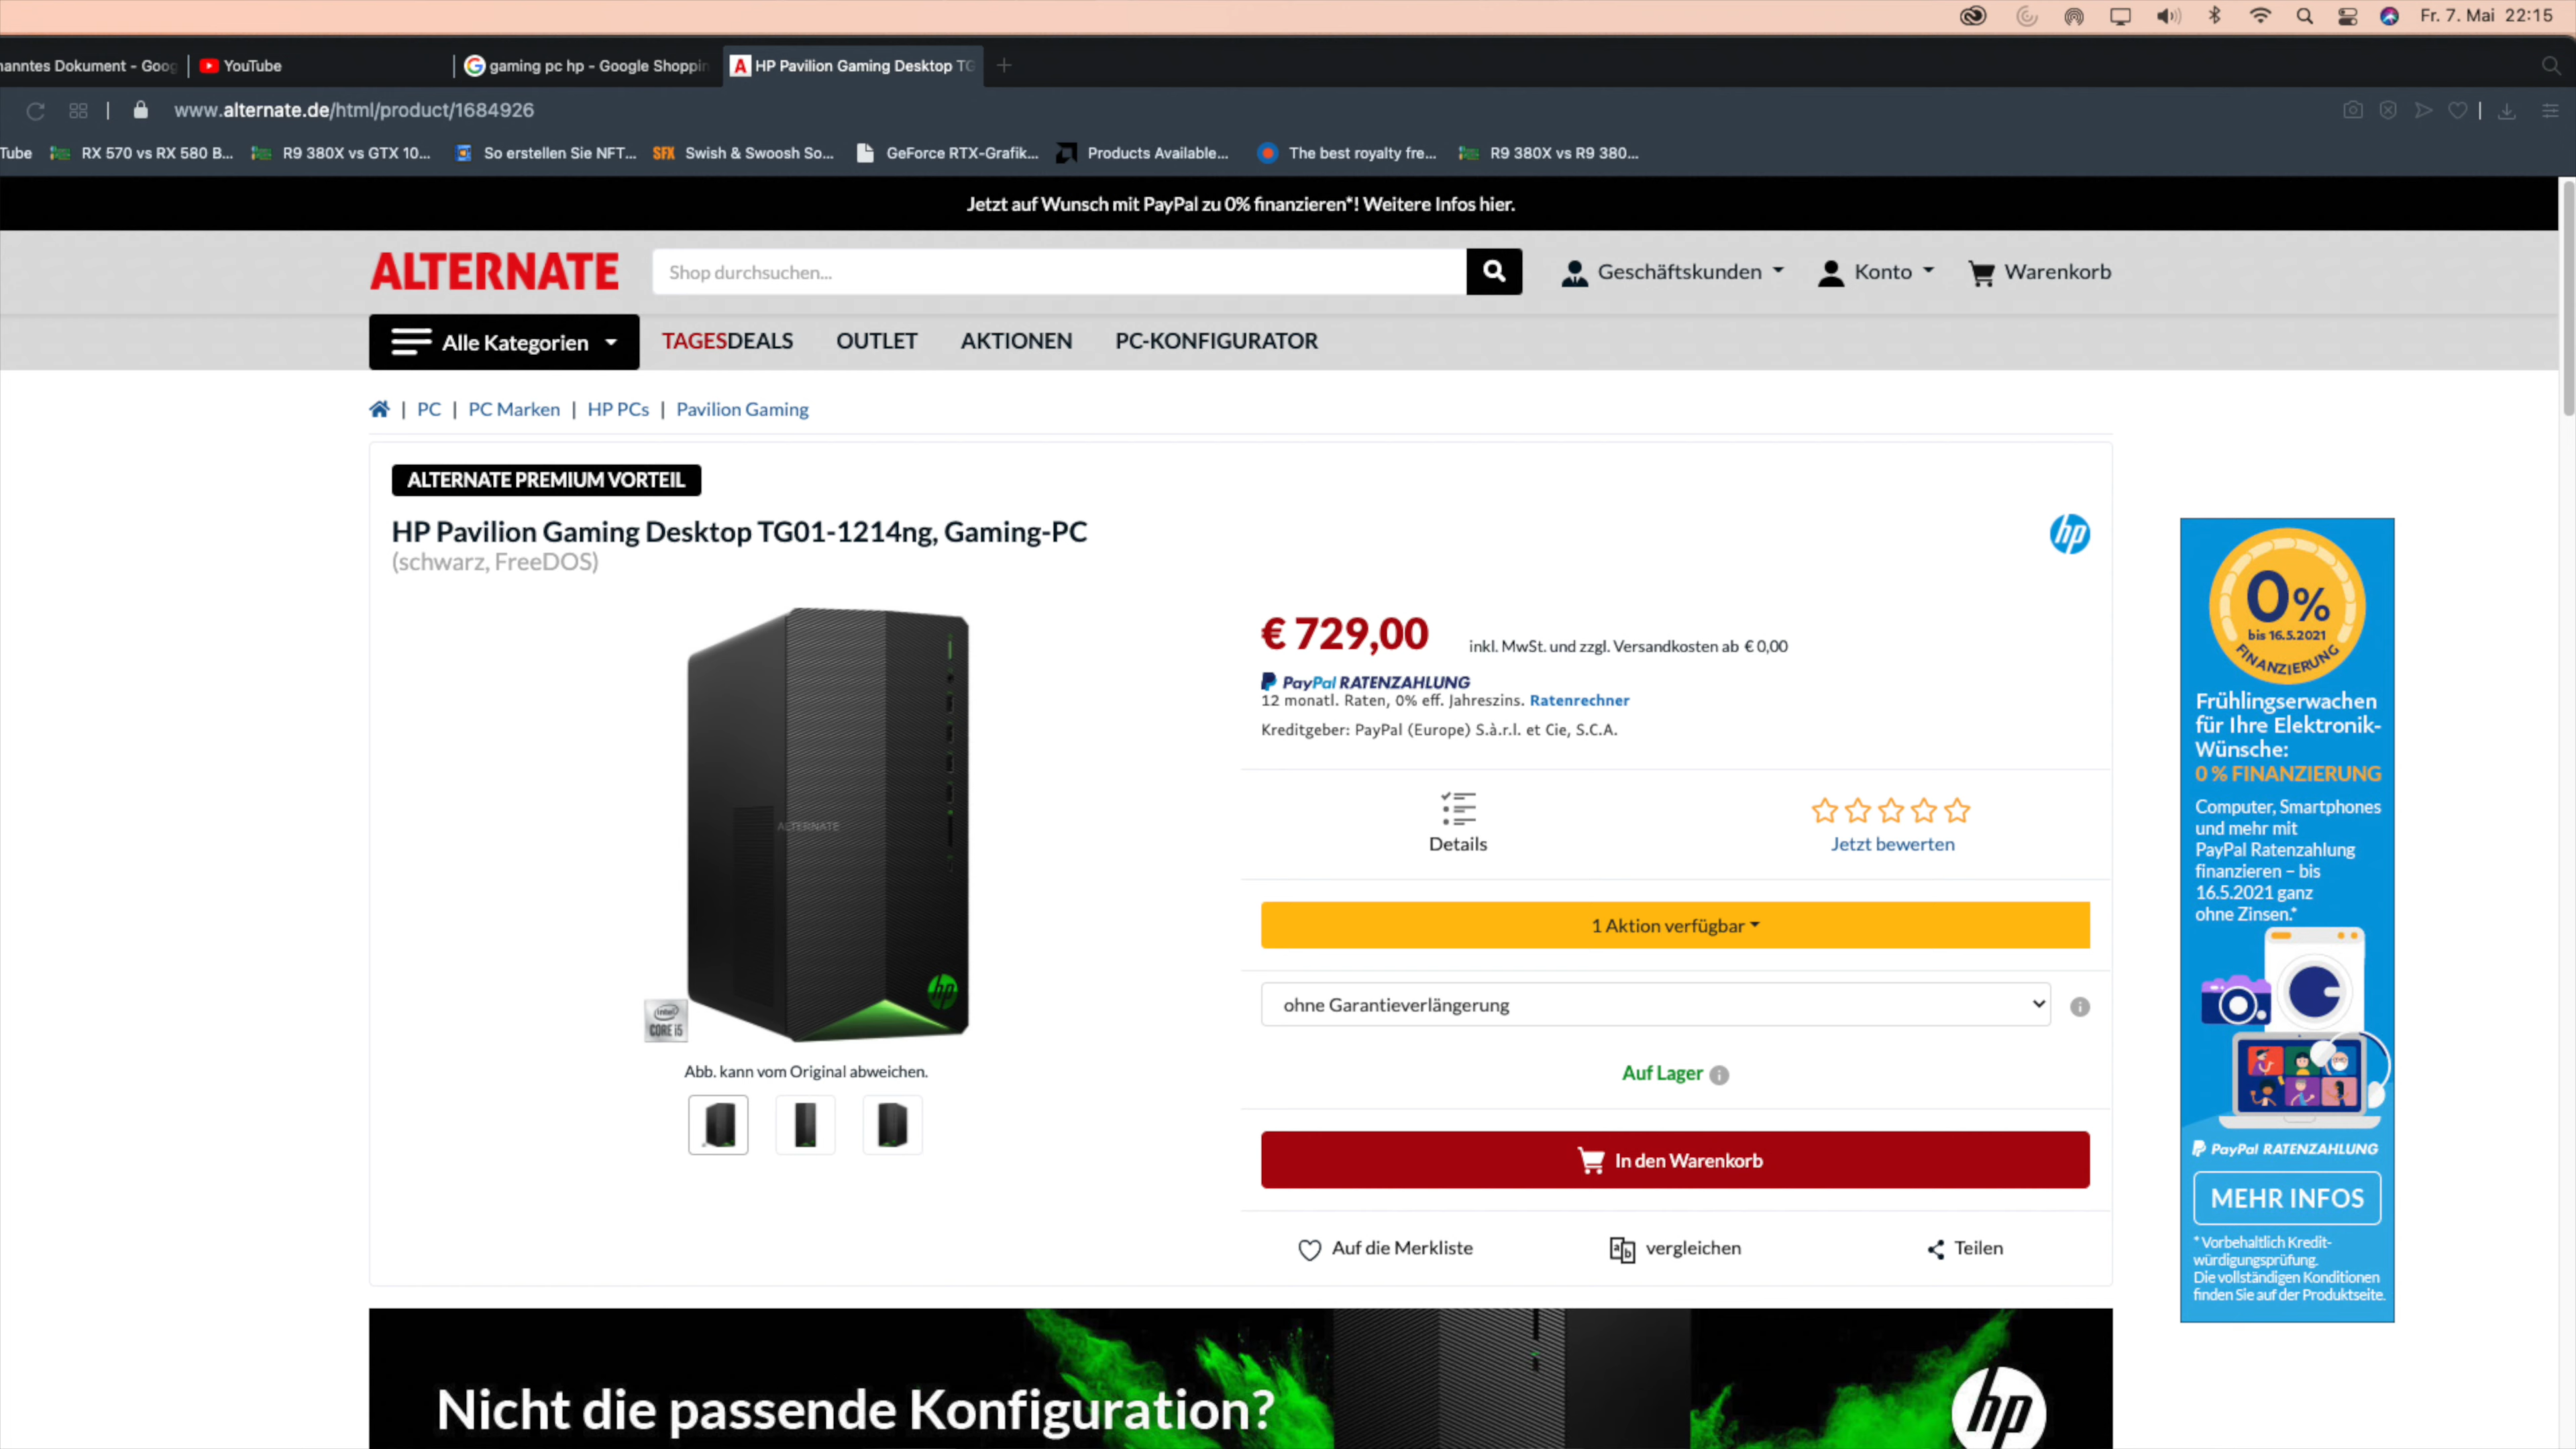 Fr. 7. Mai 22:15
anntes Dokument - Goog
YouTube
gaming pc hp - Google Shoppin
HP Pavilion Gaming Desktop TG
www.alternate.de/html/product/1684926
Tube
RX 570 vs RX 580 B...
R9 380X vs GTX 10...
So erstellen Sie NFT...
SFX Swish & Swoosh So...
GeForce RTX-Grafik...
Products Available...
The best royalty fre...
R9 380X vs R9 380...
Jetzt auf Wunsch mit PayPal zu 0% finanzieren*! Weitere Infos hier.
ALTERNATE
Shop durchsuchen...
Geschäftskunden
Konto
Warenkorb
Alle Kategorien
TAGESDEALS
OUTLET
AKTIONEN
PC-KONFIGURATOR
| PC | PC Marken | HP PCs | Pavilion Gaming
ALTERNATE PREMIUM VORTEIL
HP Pavilion Gaming Desktop TG01-1214ng, Gaming-PC
(schwarz, FreeDOS)
hp
ALTERNATE
hp
intel
CORE i5
Abb. kann vom Original abweichen.
€ 729,00
inkl. MwSt. und zzgl. Versandkosten ab € 0,00
PayPal RATENZAHLUNG
12 monatl. Raten, 0% eff. Jahreszins. Ratenrechner
Kreditgeber: PayPal (Europe) S.à.r.l. et Cie, S.C.A.
Details
Jetzt bewerten
1 Aktion verfügbar
ohne Garantieverlängerung
Auf Lager
In den Warenkorb
Auf die Merkliste
vergleichen
Teilen
0%
bis 16.5.2021
FINANZIERUNG
Frühlingserwachen
für Ihre Elektronik-
Wünsche:
0 % FINANZIERUNG
Computer, Smartphones
und mehr mit
PayPal Ratenzahlung
finanzieren – bis
16.5.2021 ganz
ohne Zinsen.*
PayPal RATENZAHLUNG
MEHR INFOS
* Vorbehaltlich Kredit-
würdigungsprüfung.
Die vollständigen Konditionen
finden Sie auf der Produktseite.
Nicht die passende Konfiguration?
hp